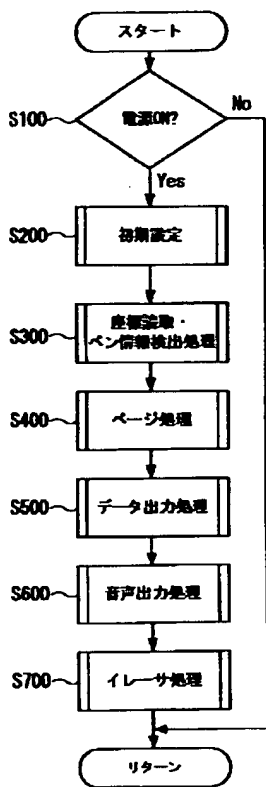 スタート
S100
電源ON?
No
Yes
S200
初期設定
S300
座標読取・
ペン情報検出処理
S400
ページ処理
S500
データ出力処理
S600
音声出力処理
S700
イレーサ処理
リターン